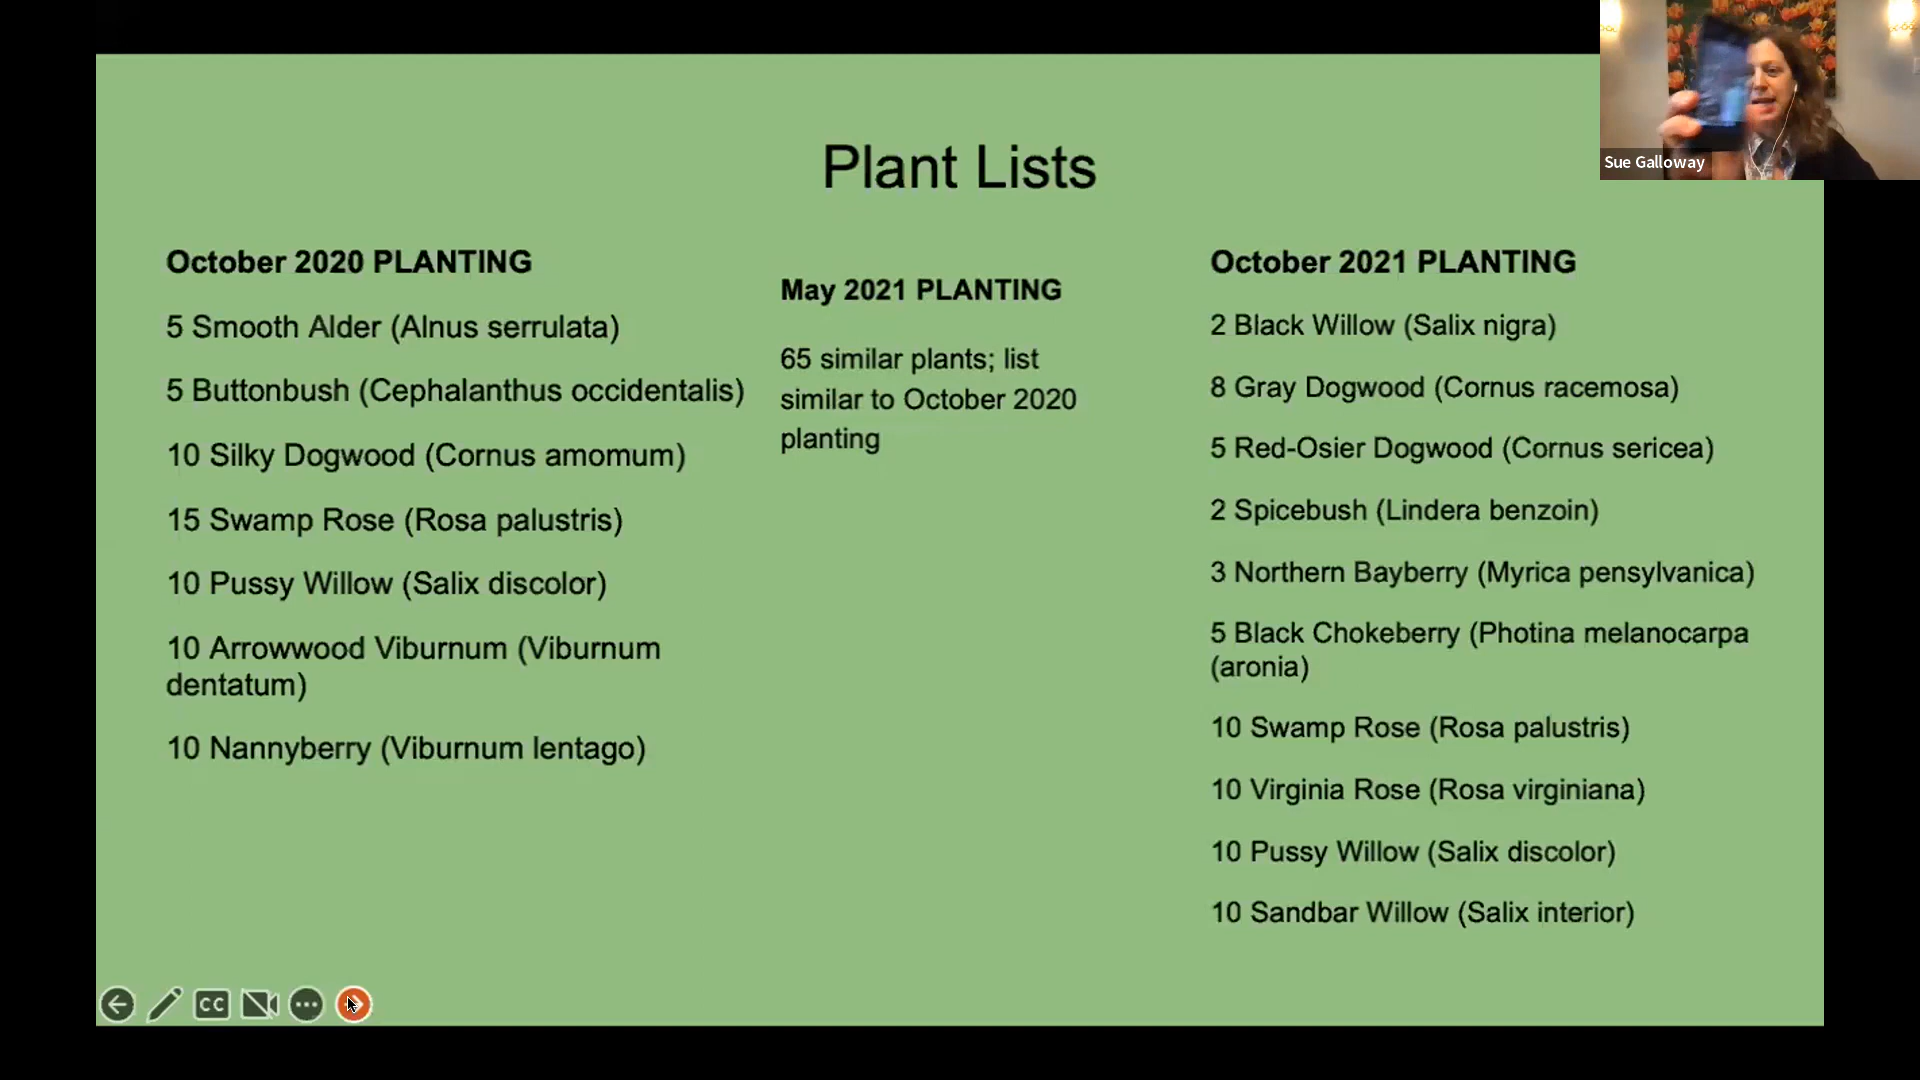 Plant Lists
October 2020 PLANTING
5 Smooth Alder (Alnus serrulata)
5 Buttonbush (Cephalanthus occidentalis)
10 Silky Dogwood (Cornus amomum)
15 Swamp Rose (Rosa palustris)
10 Pussy Willow (Salix discolor)
10 Arrowwood Viburnum (Viburnum
dentatum)
10 Nannyberry (Viburnum lentago)
May 2021 PLANTING
65 similar plants; list
similar to October 2020
planting
October 2021 PLANTING
2 Black Willow (Salix nigra)
8 Gray Dogwood (Cornus racemosa)
5 Red-Osier Dogwood (Cornus sericea)
2 Spicebush (Lindera benzoin)
3 Northern Bayberry (Myrica pensylvanica)
5 Black Chokeberry (Photina melanocarpa
(aronia)
10 Swamp Rose (Rosa palustris)
10 Virginia Rose (Rosa virginiana)
10 Pussy Willow (Salix discolor)
10 Sandbar Willow (Salix interior)
Sue Galloway
CC